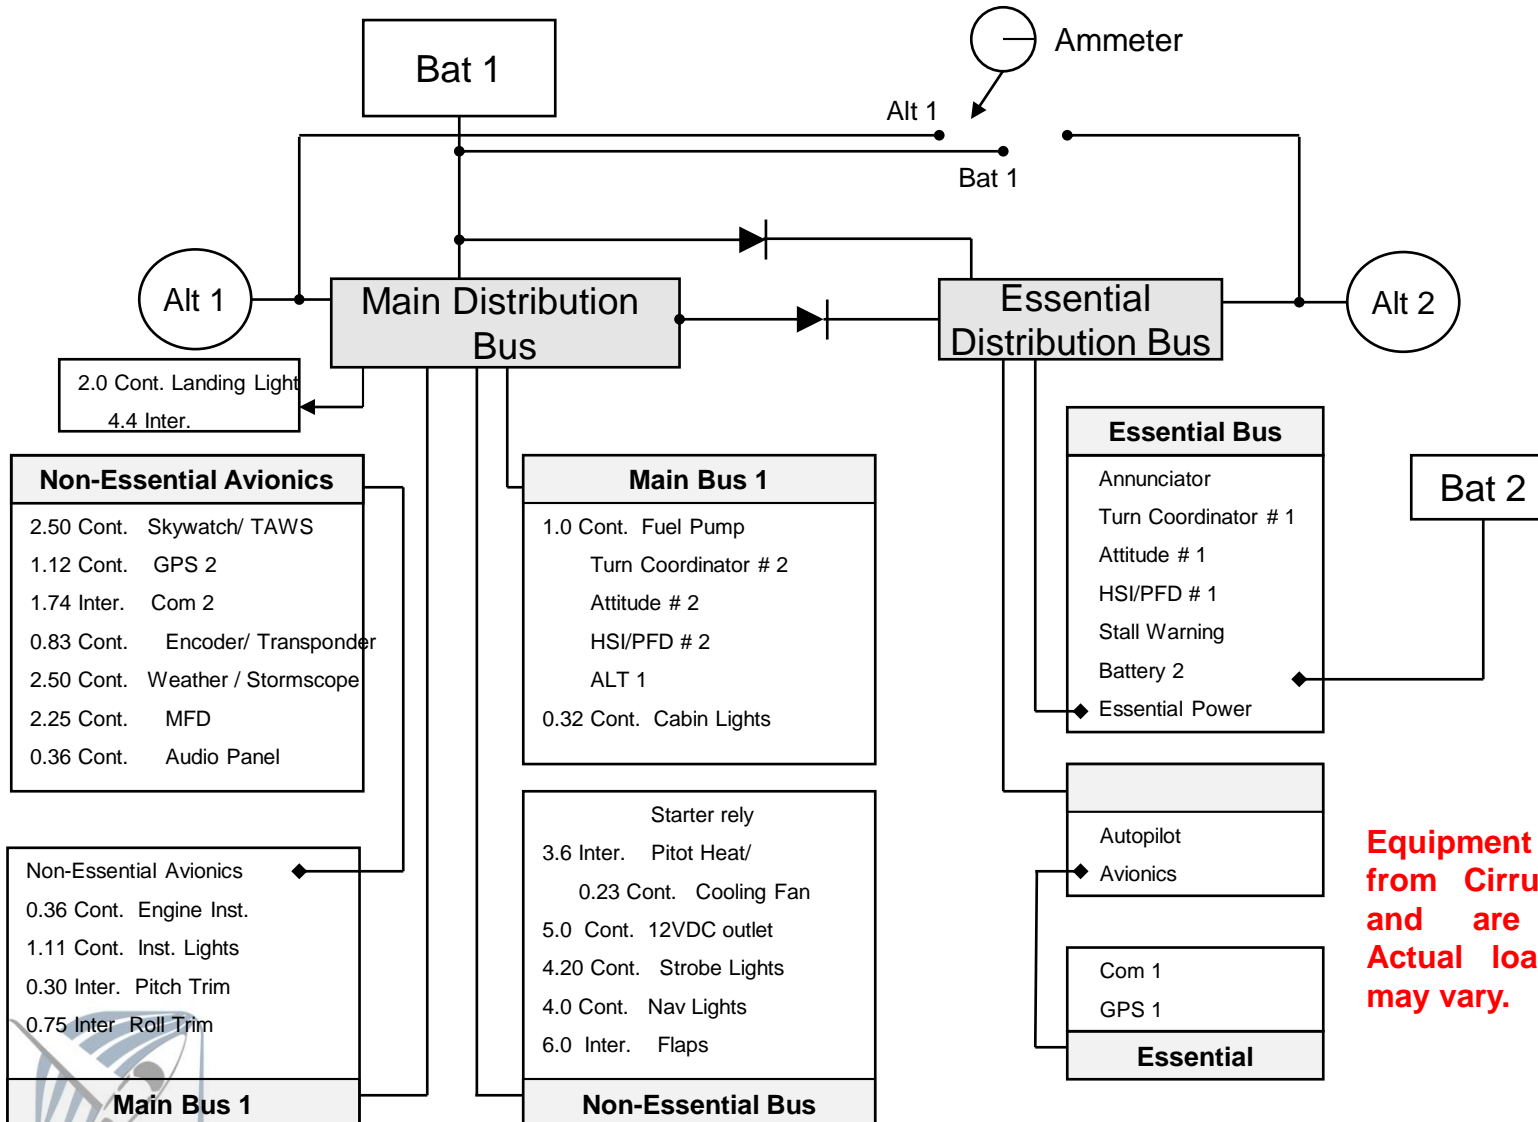 Bat 1
Ammeter
Alt 1
Bat 1
Alt 1
Main Distribution
Bus
Essential
Distribution Bus
Alt 2
2.0 Cont. Landing Light
4.4 Inter.
Non-Essential Avionics
2.50 Cont. Skywatch/ TAWS
1.12 Cont. GPS 2
1.74 Inter. Com 2
0.83 Cont. Encoder/ Transponder
2.50 Cont. Weather / Stormscope
2.25 Cont. MFD
0.36 Cont. Audio Panel
Main Bus 1
1.0 Cont. Fuel Pump
Turn Coordinator # 2
Attitude # 2
HSI/PFD # 2
ALT 1
0.32 Cont. Cabin Lights
Essential Bus
Annunciator
Turn Coordinator # 1
Attitude # 1
HSI/PFD # 1
Stall Warning
Battery 2
Essential Power
Bat 2
Non-Essential Avionics
0.36 Cont. Engine Inst.
1.11 Cont. Inst. Lights
0.30 Inter. Pitch Trim
0.75 Inter Roll Trim
Main Bus 1
Starter rely
3.6 Inter. Pitot Heat/
0.23 Cont. Cooling Fan
5.0 Cont. 12VDC outlet
4.20 Cont. Strobe Lights
4.0 Cont. Nav Lights
6.0 Inter. Flaps
Non-Essential Bus
Autopilot
Avionics
Com 1
GPS 1
Essential
Equipment
from Cirru
and are
Actual loa
may vary.